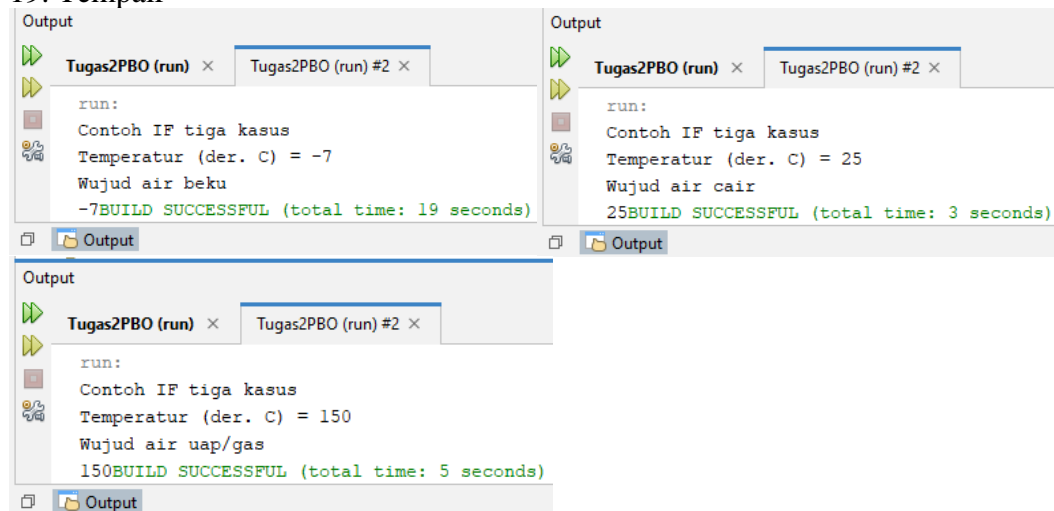 19. Tempair
Output
Tugas2PBO (run) × Tugas2PBO (run) #2 ×
run:
Contoh IF tiga kasus
Temperatur (der. C) = -7
Wujud air beku
-7BUILD SUCCESSFUL (total time: 19 seconds)
Output
Output
Tugas2PBO (run) × Tugas2PBO (run) #2 ×
run:
Contoh IF tiga kasus
Temperatur (der. C) = 25
Wujud air cair
25BUILD SUCCESSFUL (total time: 3 seconds)
Output
Output
Tugas2PBO (run) × Tugas2PBO (run) #2 ×
run:
Contoh IF tiga kasus
Temperatur (der. C) = 150
Wujud air uap/gas
150BUILD SUCCESSFUL (total time: 5 seconds)
Output